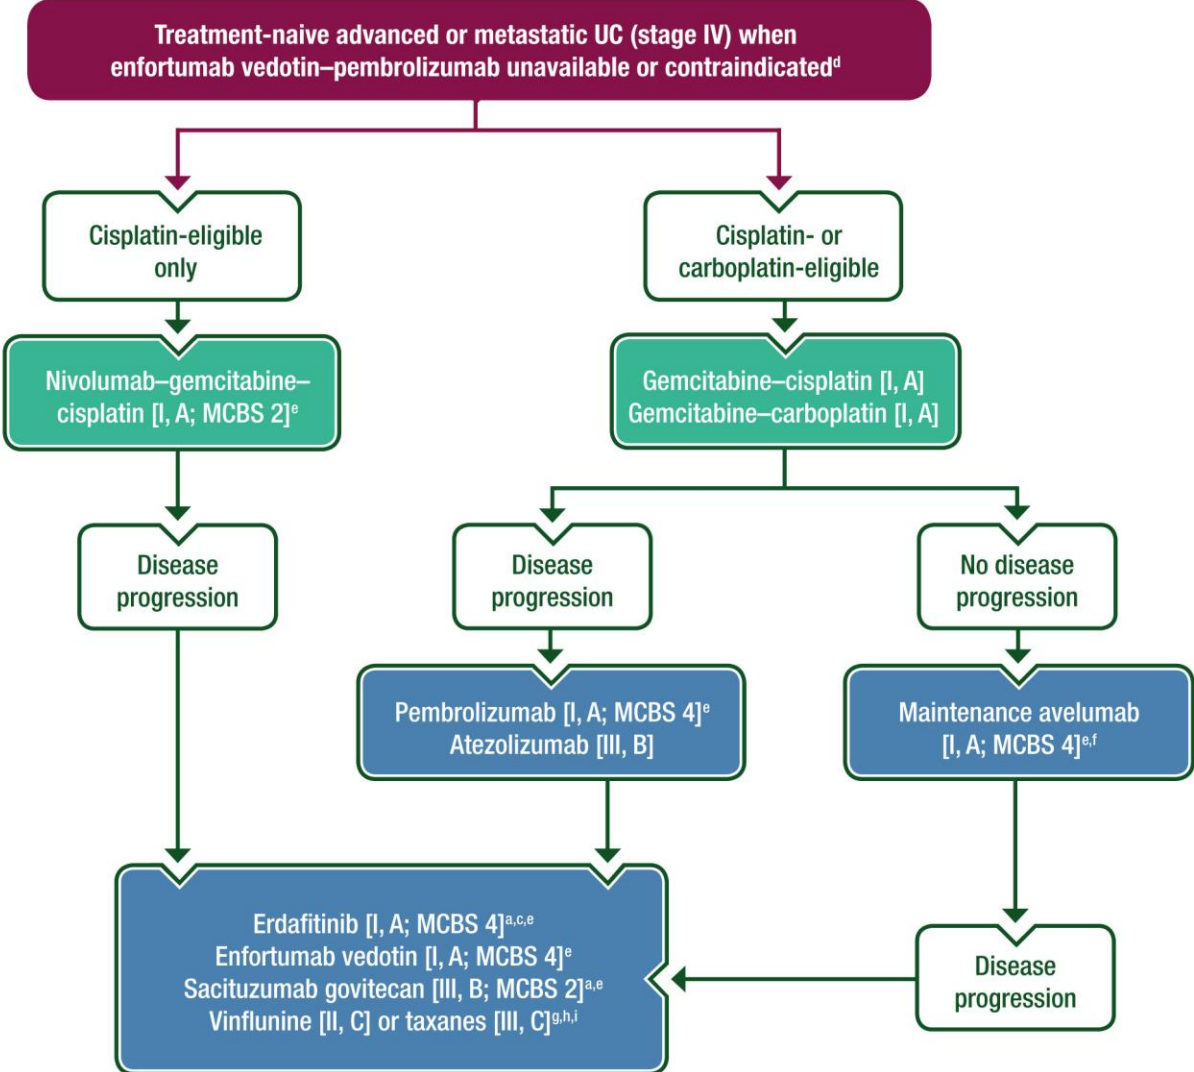 Treatment-naive advanced or metastatic UC (stage IV) when
enfortumab vedotin–pembrolizumab unavailable or contraindicatedᵈ
Cisplatin-eligible
only
Cisplatin- or
carboplatin-eligible
Nivolumab–gemcitabine–
cisplatin [I, A; MCBS 2]ᵉ
Gemcitabine–cisplatin [I, A]
Gemcitabine–carboplatin [I, A]
Disease
progression
Disease
progression
No disease
progression
Pembrolizumab [I, A; MCBS 4]ᵉ
Atezolizumab [III, B]
Maintenance avelumab
[I, A; MCBS 4]ᵉ,ᶠ
Erdafitinib [I, A; MCBS 4]ᵃ,ᶜ,ᵉ
Enfortumab vedotin [I, A; MCBS 4]ᵉ
Sacituzumab govitecan [III, B; MCBS 2]ᵃ,ᵉ
Vinflunine [II, C] or taxanes [III, C]ᵍ,ʰ,ⁱ
Disease
progression